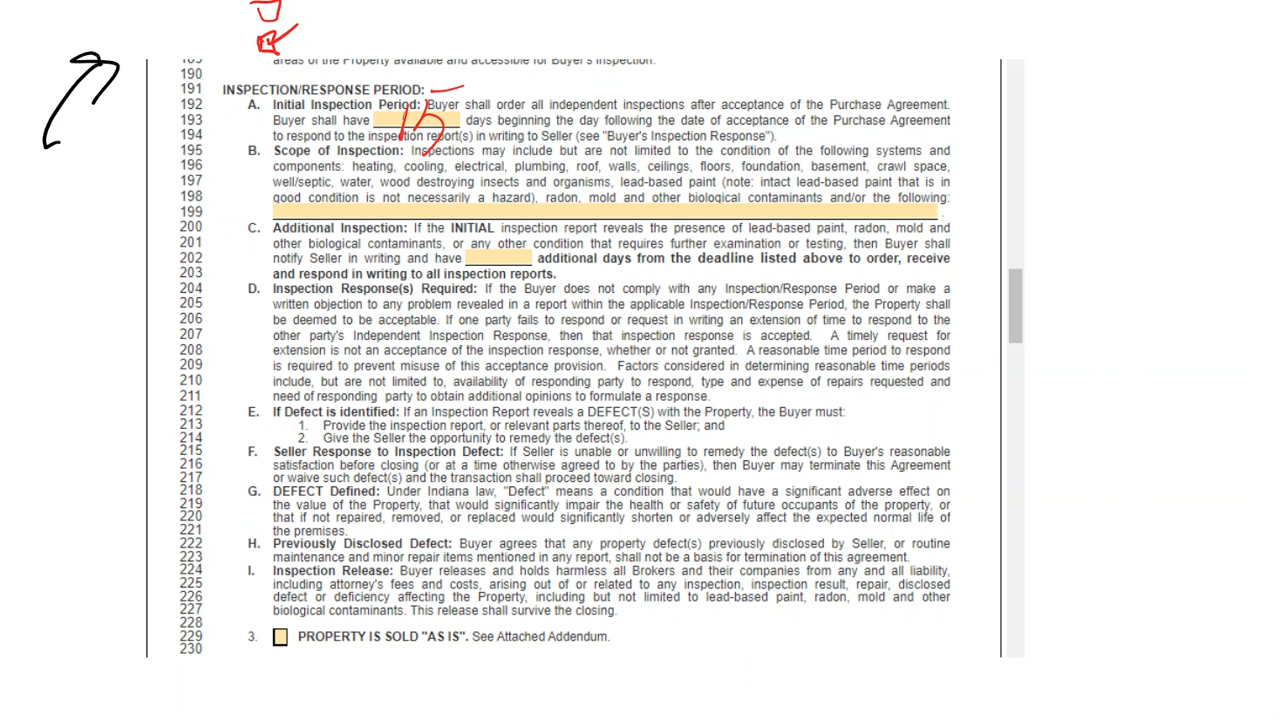 189 areas of the Property available and accessible for Buyer's inspection.
190
191 INSPECTION/RESPONSE PERIOD:
192 A. Initial Inspection Period: Buyer shall order all independent inspections after acceptance of the Purchase Agreement.
193 Buyer shall have 15 days beginning the day following the date of acceptance of the Purchase Agreement
194 to respond to the inspection report(s) in writing to Seller (see "Buyer's Inspection Response").
195 B. Scope of Inspection: Inspections may include but are not limited to the condition of the following systems and
196 components: heating, cooling, electrical, plumbing, roof, walls, ceilings, floors, foundation, basement, crawl space,
197 well/septic, water, wood destroying insects and organisms, lead-based paint (note: intact lead-based paint that is in
198 good condition is not necessarily a hazard), radon, mold and other biological contaminants and/or the following:
199 .
200 C. Additional Inspection: If the INITIAL inspection report reveals the presence of lead-based paint, radon, mold and
201 other biological contaminants, or any other condition that requires further examination or testing, then Buyer shall
202 notify Seller in writing and have additional days from the deadline listed above to order, receive
203 and respond in writing to all inspection reports.
204 D. Inspection Response(s) Required: If the Buyer does not comply with any Inspection/Response Period or make a
205 written objection to any problem revealed in a report within the applicable Inspection/Response Period, the Property shall
206 be deemed to be acceptable. If one party fails to respond or request in writing an extension of time to respond to the
207 other party's Independent Inspection Response, then that inspection response is accepted. A timely request for
208 extension is not an acceptance of the inspection response, whether or not granted. A reasonable time period to respond
209 is required to prevent misuse of this acceptance provision. Factors considered in determining reasonable time periods
210 include, but are not limited to, availability of responding party to respond, type and expense of repairs requested and
211 need of responding party to obtain additional opinions to formulate a response.
212 E. If Defect is identified: If an Inspection Report reveals a DEFECT(S) with the Property, the Buyer must:
213 1. Provide the inspection report, or relevant parts thereof, to the Seller; and
214 2. Give the Seller the opportunity to remedy the defect(s).
215 F. Seller Response to Inspection Defect: If Seller is unable or unwilling to remedy the defect(s) to Buyer's reasonable
216 satisfaction before closing (or at a time otherwise agreed to by the parties), then Buyer may terminate this Agreement
217 or waive such defect(s) and the transaction shall proceed toward closing.
218 G. DEFECT Defined: Under Indiana law, "Defect" means a condition that would have a significant adverse effect on
219 the value of the Property, that would significantly impair the health or safety of future occupants of the property, or
220 that if not repaired, removed, or replaced would significantly shorten or adversely affect the expected normal life of
221 the premises.
222 H. Previously Disclosed Defect: Buyer agrees that any property defect(s) previously disclosed by Seller, or routine
223 maintenance and minor repair items mentioned in any report, shall not be a basis for termination of this agreement.
224 I. Inspection Release: Buyer releases and holds harmless all Brokers and their companies from any and all liability,
225 including attorney's fees and costs, arising out of or related to any inspection, inspection result, repair, disclosed
226 defect or deficiency affecting the Property, including but not limited to lead-based paint, radon, mold and other
227 biological contaminants. This release shall survive the closing.
228
229 3. PROPERTY IS SOLD "AS IS". See Attached Addendum.
230